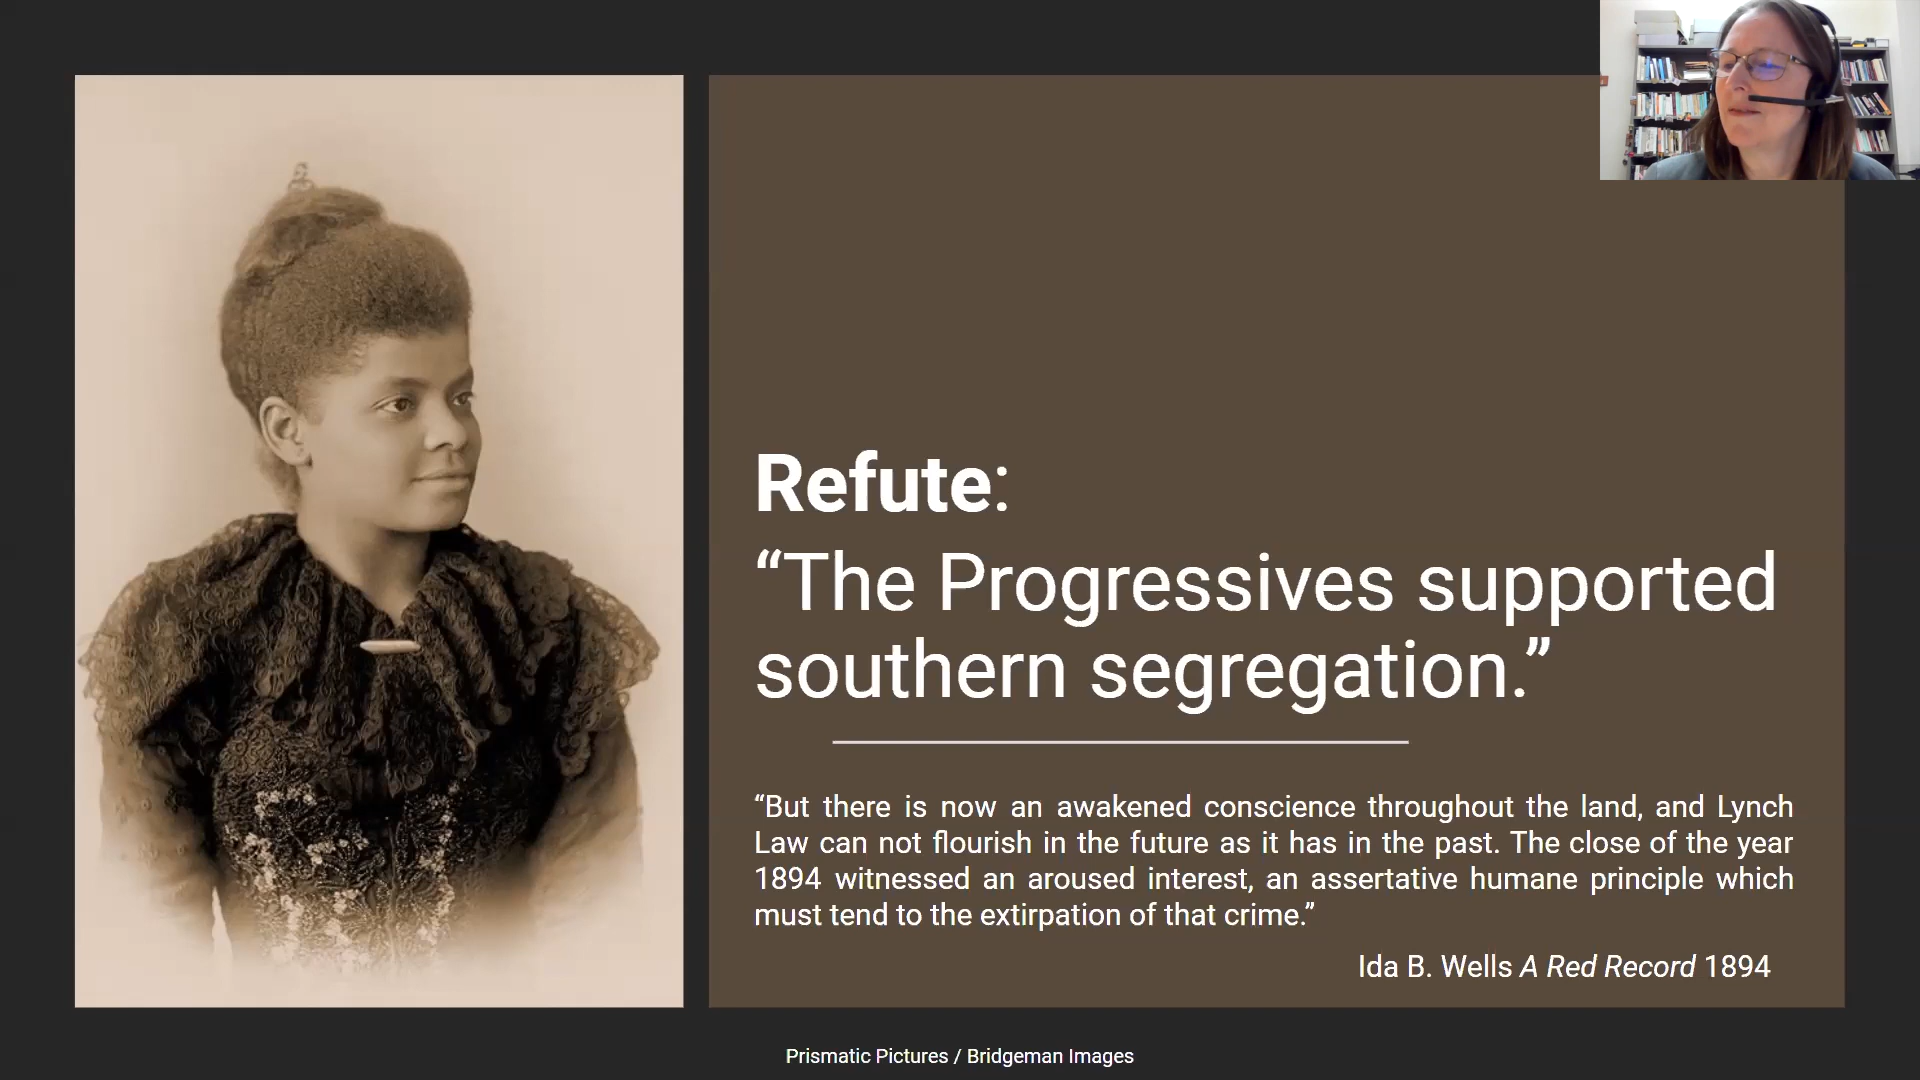 Refute:
“The Progressives supported
southern segregation.”
“But there is now an awakened conscience throughout the land, and Lynch
Law can not flourish in the future as it has in the past. The close of the year
1894 witnessed an aroused interest, an assertative humane principle which
must tend to the extirpation of that crime.”
Ida B. Wells A Red Record 1894
Prismatic Pictures / Bridgeman Images